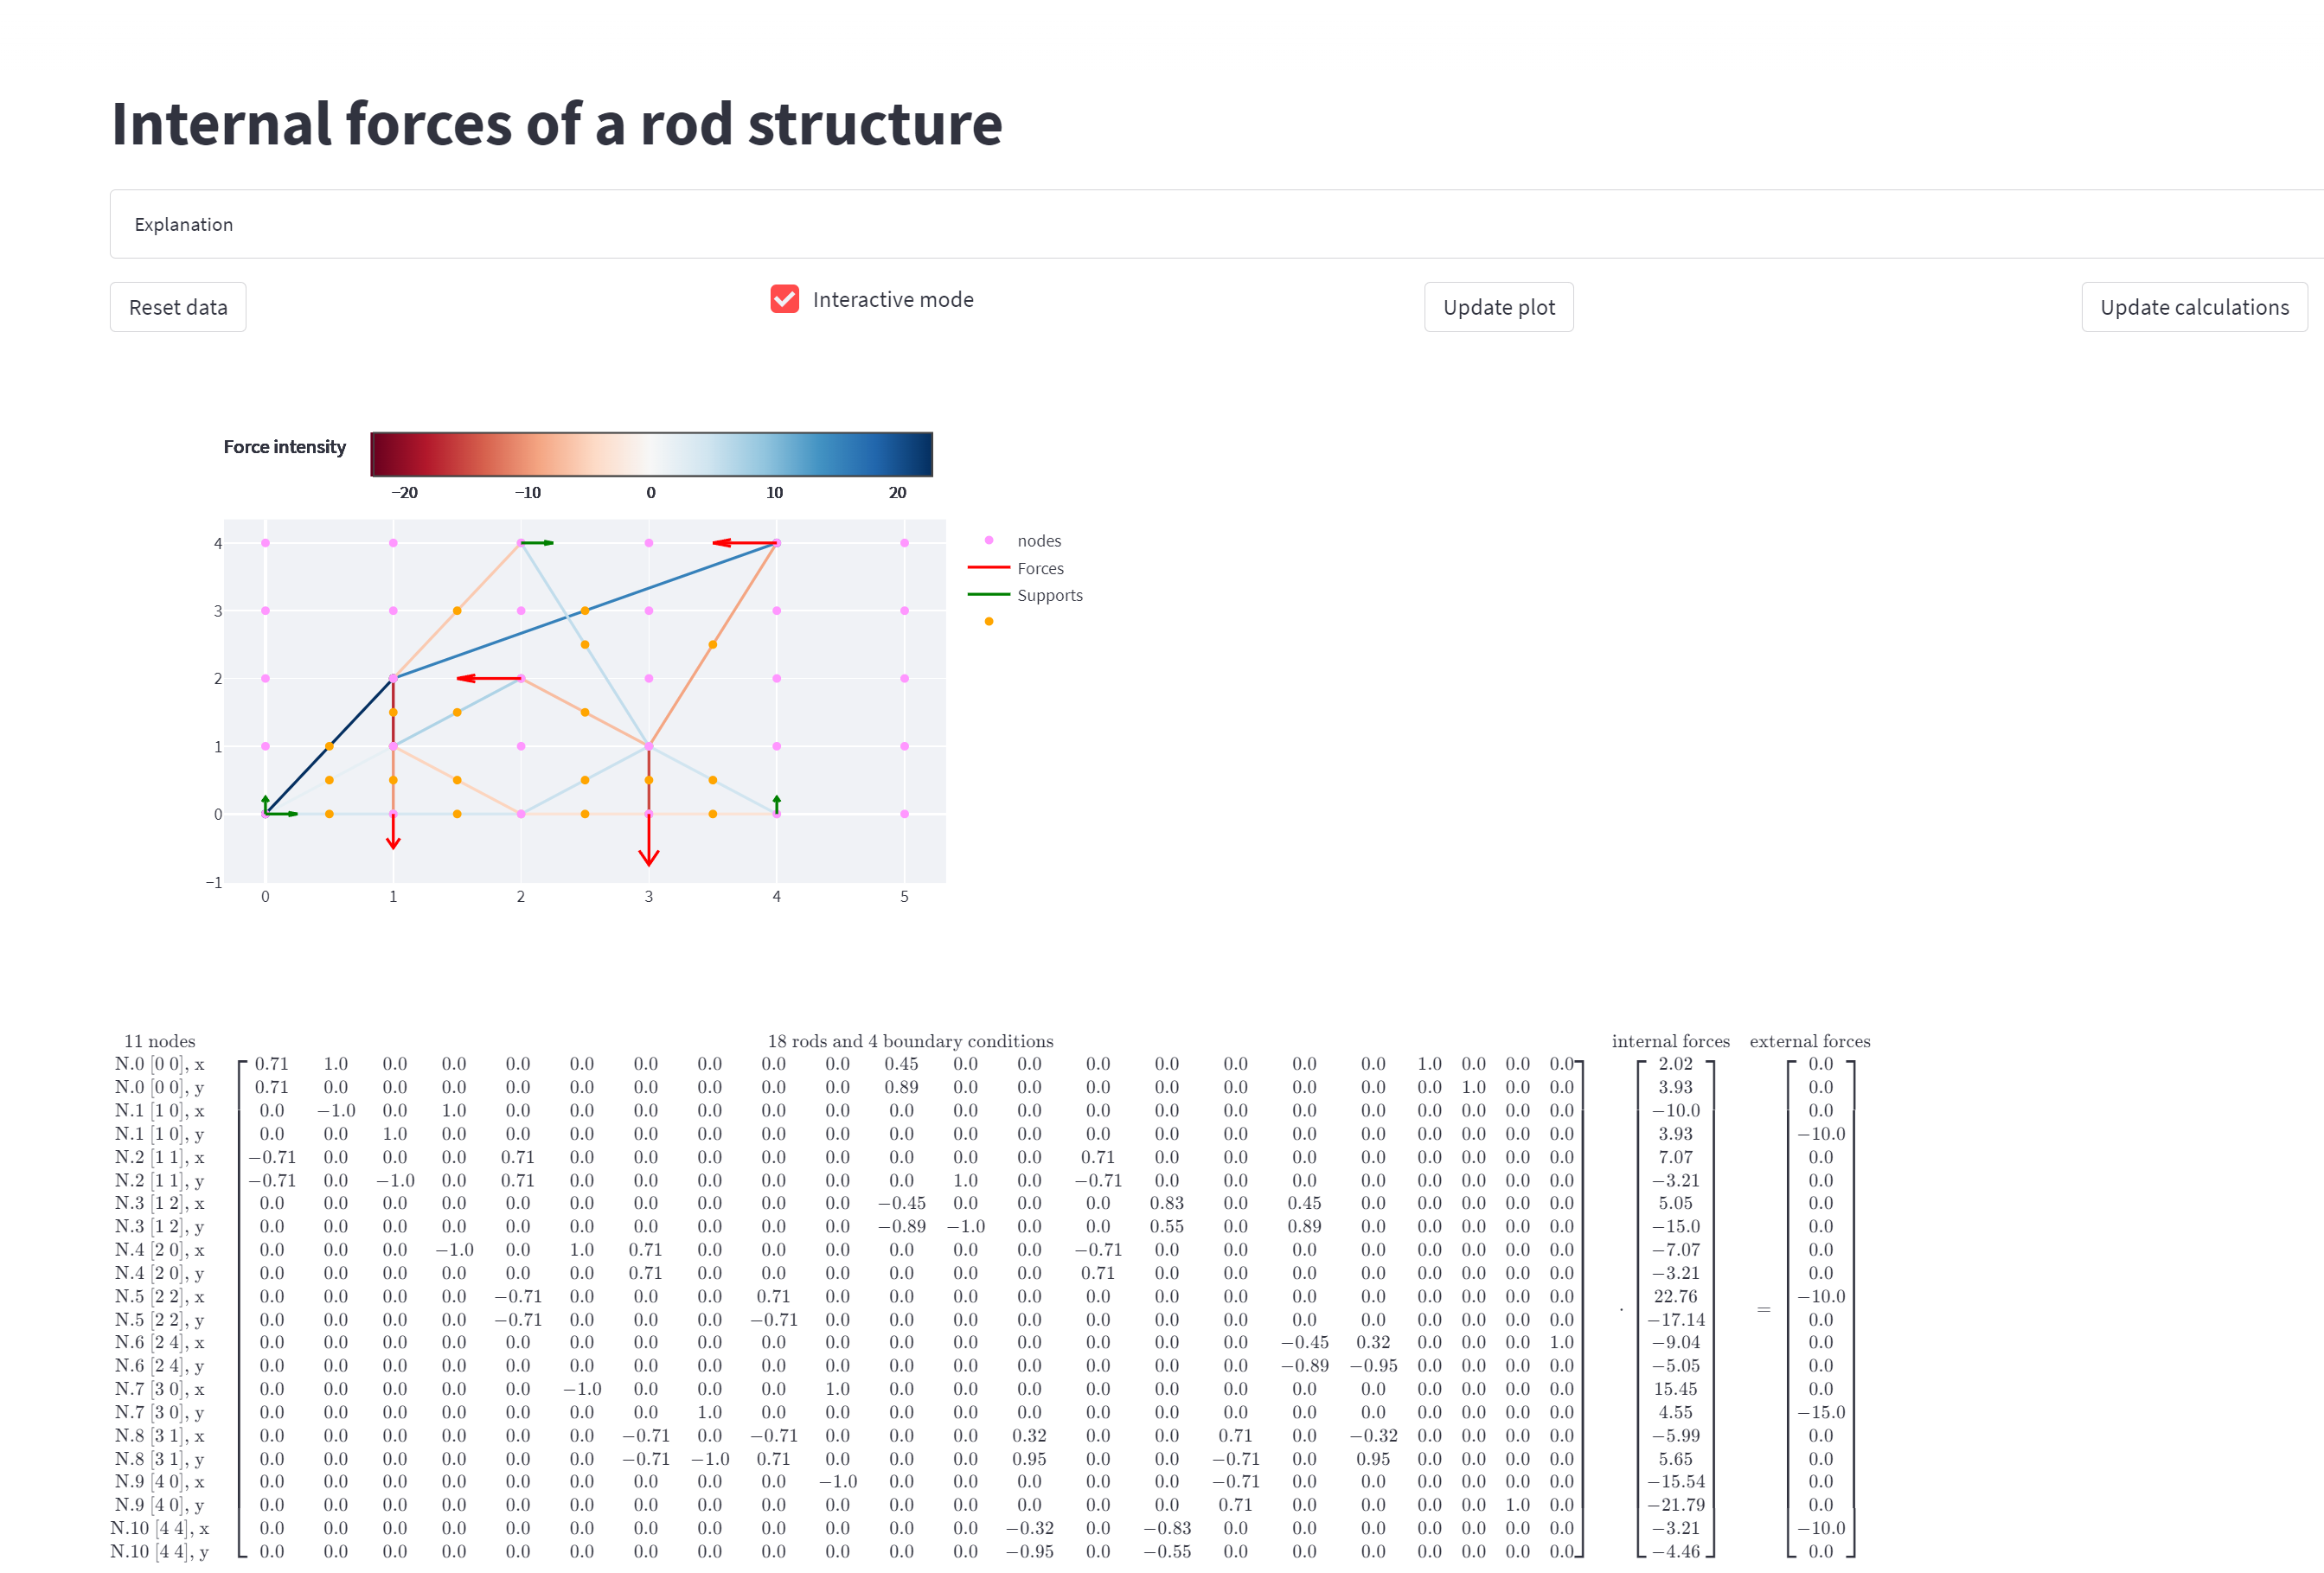 Internal forces of a rod structure
Explanation
Reset data
Interactive mode
Update plot
Update calculations
Force intensity
−20 −10 0 10 20
nodes
Forces
Supports
4
3
2
1
0
−1
0 1 2 3 4 5
11 nodes 18 rods and 4 boundary conditions internal forces external forces
N.0 [0 0], x 0.71 1.0 0.0 0.0 0.0 0.0 0.0 0.0 0.0 0.0 0.45 0.0 0.0 0.0 0.0 0.0 0.0 0.0 1.0 0.0 0.0 0.0 2.02 0.0
N.0 [0 0], y 0.71 0.0 0.0 0.0 0.0 0.0 0.0 0.0 0.0 0.0 0.89 0.0 0.0 0.0 0.0 0.0 0.0 0.0 0.0 1.0 0.0 0.0 3.93 0.0
N.1 [1 0], x 0.0 −1.0 0.0 1.0 0.0 0.0 0.0 0.0 0.0 0.0 0.0 0.0 0.0 0.0 0.0 0.0 0.0 0.0 0.0 0.0 0.0 0.0 −10.0 0.0
N.1 [1 0], y 0.0 0.0 1.0 0.0 0.0 0.0 0.0 0.0 0.0 0.0 0.0 0.0 0.0 0.0 0.0 0.0 0.0 0.0 0.0 0.0 0.0 0.0 3.93 −10.0
N.2 [1 1], x −0.71 0.0 0.0 0.0 0.71 0.0 0.0 0.0 0.0 0.0 0.0 0.0 0.0 0.71 0.0 0.0 0.0 0.0 0.0 0.0 0.0 0.0 7.07 0.0
N.2 [1 1], y −0.71 0.0 −1.0 0.0 0.71 0.0 0.0 0.0 0.0 0.0 0.0 1.0 0.0 −0.71 0.0 0.0 0.0 0.0 0.0 0.0 0.0 0.0 −3.21 0.0
N.3 [1 2], x 0.0 0.0 0.0 0.0 0.0 0.0 0.0 0.0 0.0 0.0 −0.45 0.0 0.0 0.0 0.83 0.0 0.45 0.0 0.0 0.0 0.0 0.0 5.05 0.0
N.3 [1 2], y 0.0 0.0 0.0 0.0 0.0 0.0 0.0 0.0 0.0 0.0 −0.89 −1.0 0.0 0.0 0.55 0.0 0.89 0.0 0.0 0.0 0.0 0.0 −15.0 0.0
N.4 [2 0], x 0.0 0.0 0.0 −1.0 0.0 1.0 0.71 0.0 0.0 0.0 0.0 0.0 0.0 −0.71 0.0 0.0 0.0 0.0 0.0 0.0 0.0 0.0 −7.07 0.0
N.4 [2 0], y 0.0 0.0 0.0 0.0 0.0 0.0 0.71 0.0 0.0 0.0 0.0 0.0 0.0 0.71 0.0 0.0 0.0 0.0 0.0 0.0 0.0 0.0 −3.21 0.0
N.5 [2 2], x 0.0 0.0 0.0 0.0 −0.71 0.0 0.0 0.0 0.71 0.0 0.0 0.0 0.0 0.0 0.0 0.0 0.0 0.0 0.0 0.0 0.0 0.0 22.76 −10.0
N.5 [2 2], y 0.0 0.0 0.0 0.0 −0.71 0.0 0.0 0.0 −0.71 0.0 0.0 0.0 0.0 0.0 0.0 0.0 0.0 0.0 0.0 0.0 0.0 0.0 · −17.14 = 0.0
N.6 [2 4], x 0.0 0.0 0.0 0.0 0.0 0.0 0.0 0.0 0.0 0.0 0.0 0.0 0.0 0.0 0.0 0.0 −0.45 0.32 0.0 0.0 0.0 1.0 −9.04 0.0
N.6 [2 4], y 0.0 0.0 0.0 0.0 0.0 0.0 0.0 0.0 0.0 0.0 0.0 0.0 0.0 0.0 0.0 0.0 −0.89 −0.95 0.0 0.0 0.0 0.0 −5.05 0.0
N.7 [3 0], x 0.0 0.0 0.0 0.0 0.0 −1.0 0.0 0.0 0.0 1.0 0.0 0.0 0.0 0.0 0.0 0.0 0.0 0.0 0.0 0.0 0.0 0.0 15.45 0.0
N.7 [3 0], y 0.0 0.0 0.0 0.0 0.0 0.0 0.0 1.0 0.0 0.0 0.0 0.0 0.0 0.0 0.0 0.0 0.0 0.0 0.0 0.0 0.0 0.0 4.55 −15.0
N.8 [3 1], x 0.0 0.0 0.0 0.0 0.0 0.0 −0.71 0.0 −0.71 0.0 0.0 0.0 0.32 0.0 0.0 0.71 0.0 −0.32 0.0 0.0 0.0 0.0 −5.99 0.0
N.8 [3 1], y 0.0 0.0 0.0 0.0 0.0 0.0 −0.71 −1.0 0.71 0.0 0.0 0.0 0.95 0.0 0.0 −0.71 0.0 0.95 0.0 0.0 0.0 0.0 5.65 0.0
N.9 [4 0], x 0.0 0.0 0.0 0.0 0.0 0.0 0.0 0.0 0.0 −1.0 0.0 0.0 0.0 0.0 0.0 −0.71 0.0 0.0 0.0 0.0 0.0 0.0 −15.54 0.0
N.9 [4 0], y 0.0 0.0 0.0 0.0 0.0 0.0 0.0 0.0 0.0 0.0 0.0 0.0 0.0 0.0 0.0 0.71 0.0 0.0 0.0 0.0 1.0 0.0 −21.79 0.0
N.10 [4 4], x 0.0 0.0 0.0 0.0 0.0 0.0 0.0 0.0 0.0 0.0 0.0 0.0 −0.32 0.0 −0.83 0.0 0.0 0.0 0.0 0.0 0.0 0.0 −3.21 −10.0
N.10 [4 4], y 0.0 0.0 0.0 0.0 0.0 0.0 0.0 0.0 0.0 0.0 0.0 0.0 −0.95 0.0 −0.55 0.0 0.0 0.0 0.0 0.0 0.0 0.0 −4.46 0.0